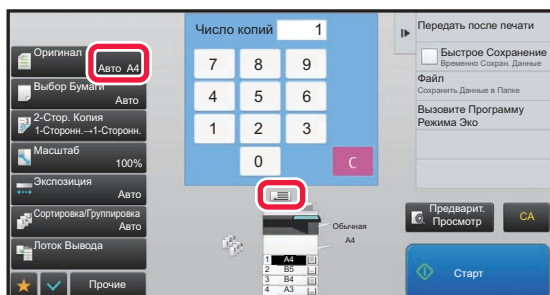 Оригинал
Авто A4
Выбор Бумаги
Авто
2-Стор. Копия
1-Сторонн.→1-Сторонн.
Масштаб
100%
Экспозиция
Авто
Сортировка/Группировка
Авто
Лоток Вывода
Прочие
Число копий 1
7 8 9
4 5 6
1 2 3
0 C
Обычная
A4
1 A4
2 B5
3 B4
4 A3
Передать после печати
Быстрое Сохранение
Временно Сохран. Данные
Файл
Сохранить Данные в Папке
Вызовите Программу
Режима Эко
Предварит.
Просмотр
CA
Старт